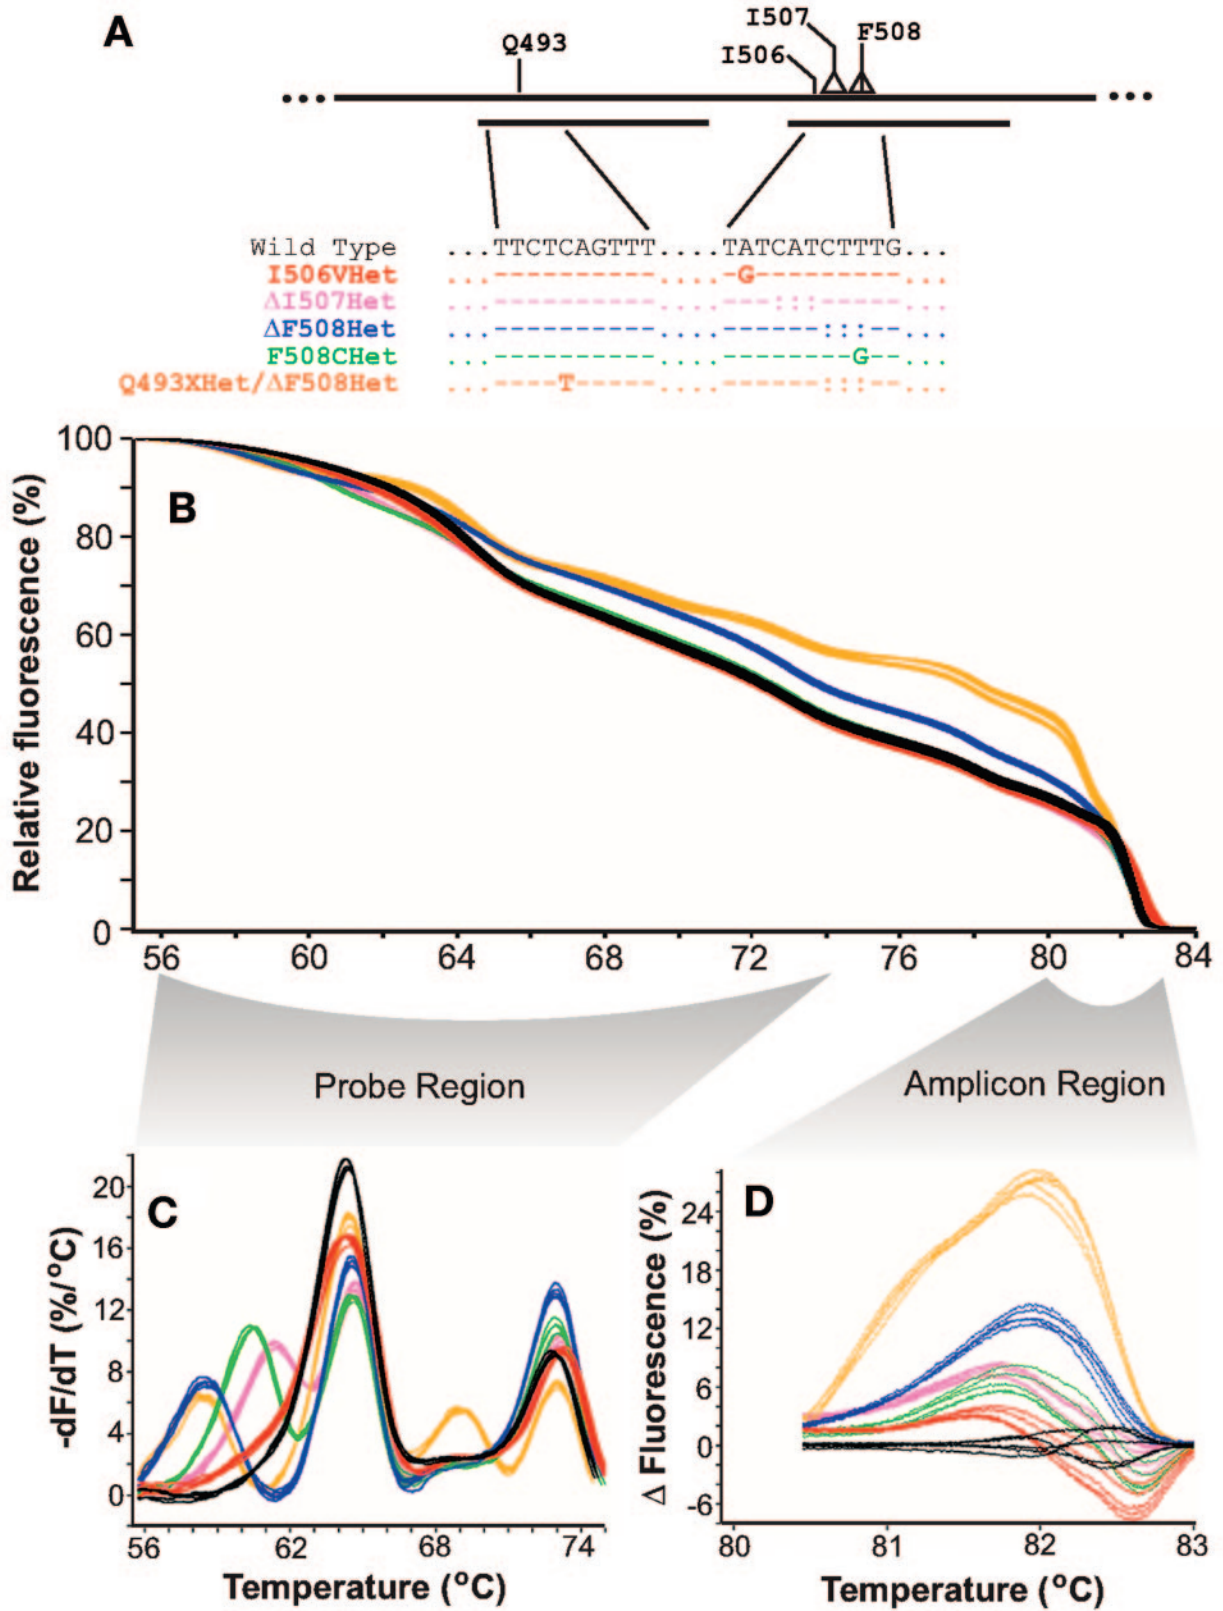 A
I507
Q493
F508
I506
Wild Type ...TTCTCAGTTT....TATCATCTTTG...
I506VHet ...----------....-G---------...
ΔI507Het ...----------....---:::-----...
ΔF508Het ...----------....------:::--...
F508CHet ...----------....--------G--...
Q493XHet/ΔF508Het ...----T-----....------:::--...
B
Relative fluorescence (%)
100
80
60
40
20
0
56 60 64 68 72 76 80 84
Probe Region
Amplicon Region
C
-dF/dT (%/°C)
20
16
12
8
4
0
56 62 68 74
Temperature (°C)
D
Δ Fluorescence (%)
24
18
12
6
0
-6
80 81 82 83
Temperature (°C)